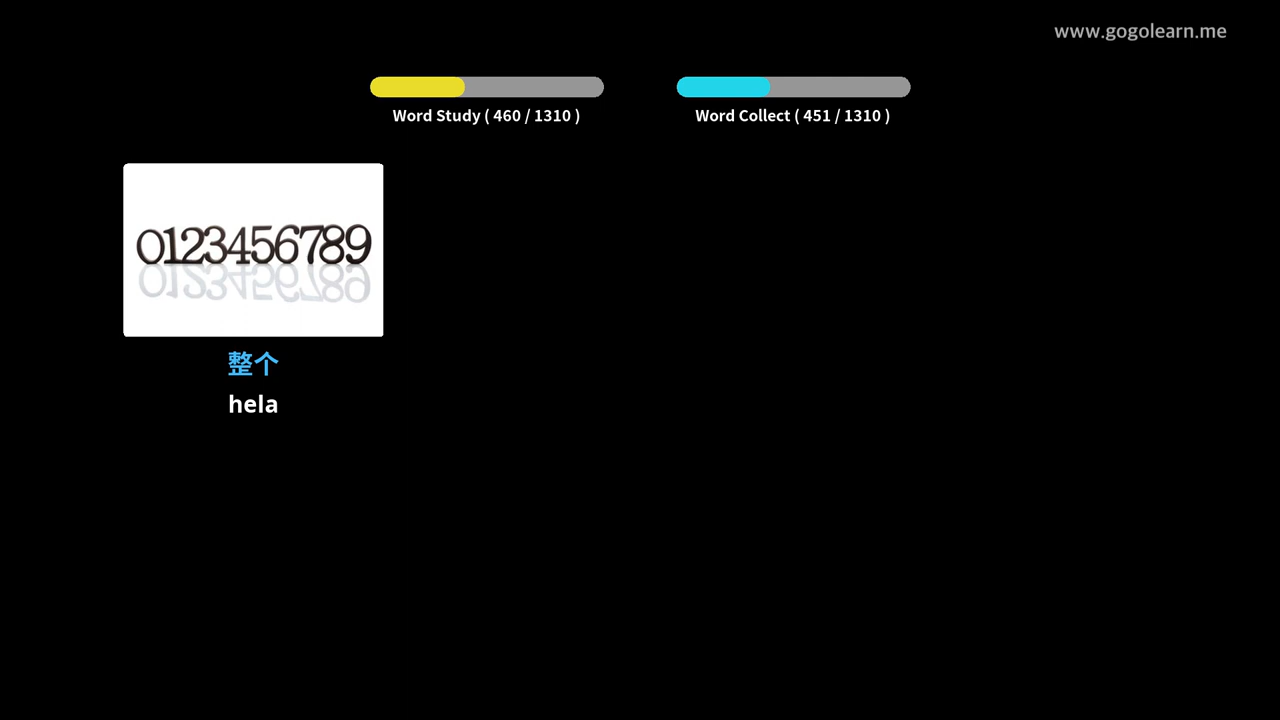 www.gogolearn.me
Word Study ( 460 / 1310 )
Word Collect ( 451 / 1310 )
0123456789
整个
hela